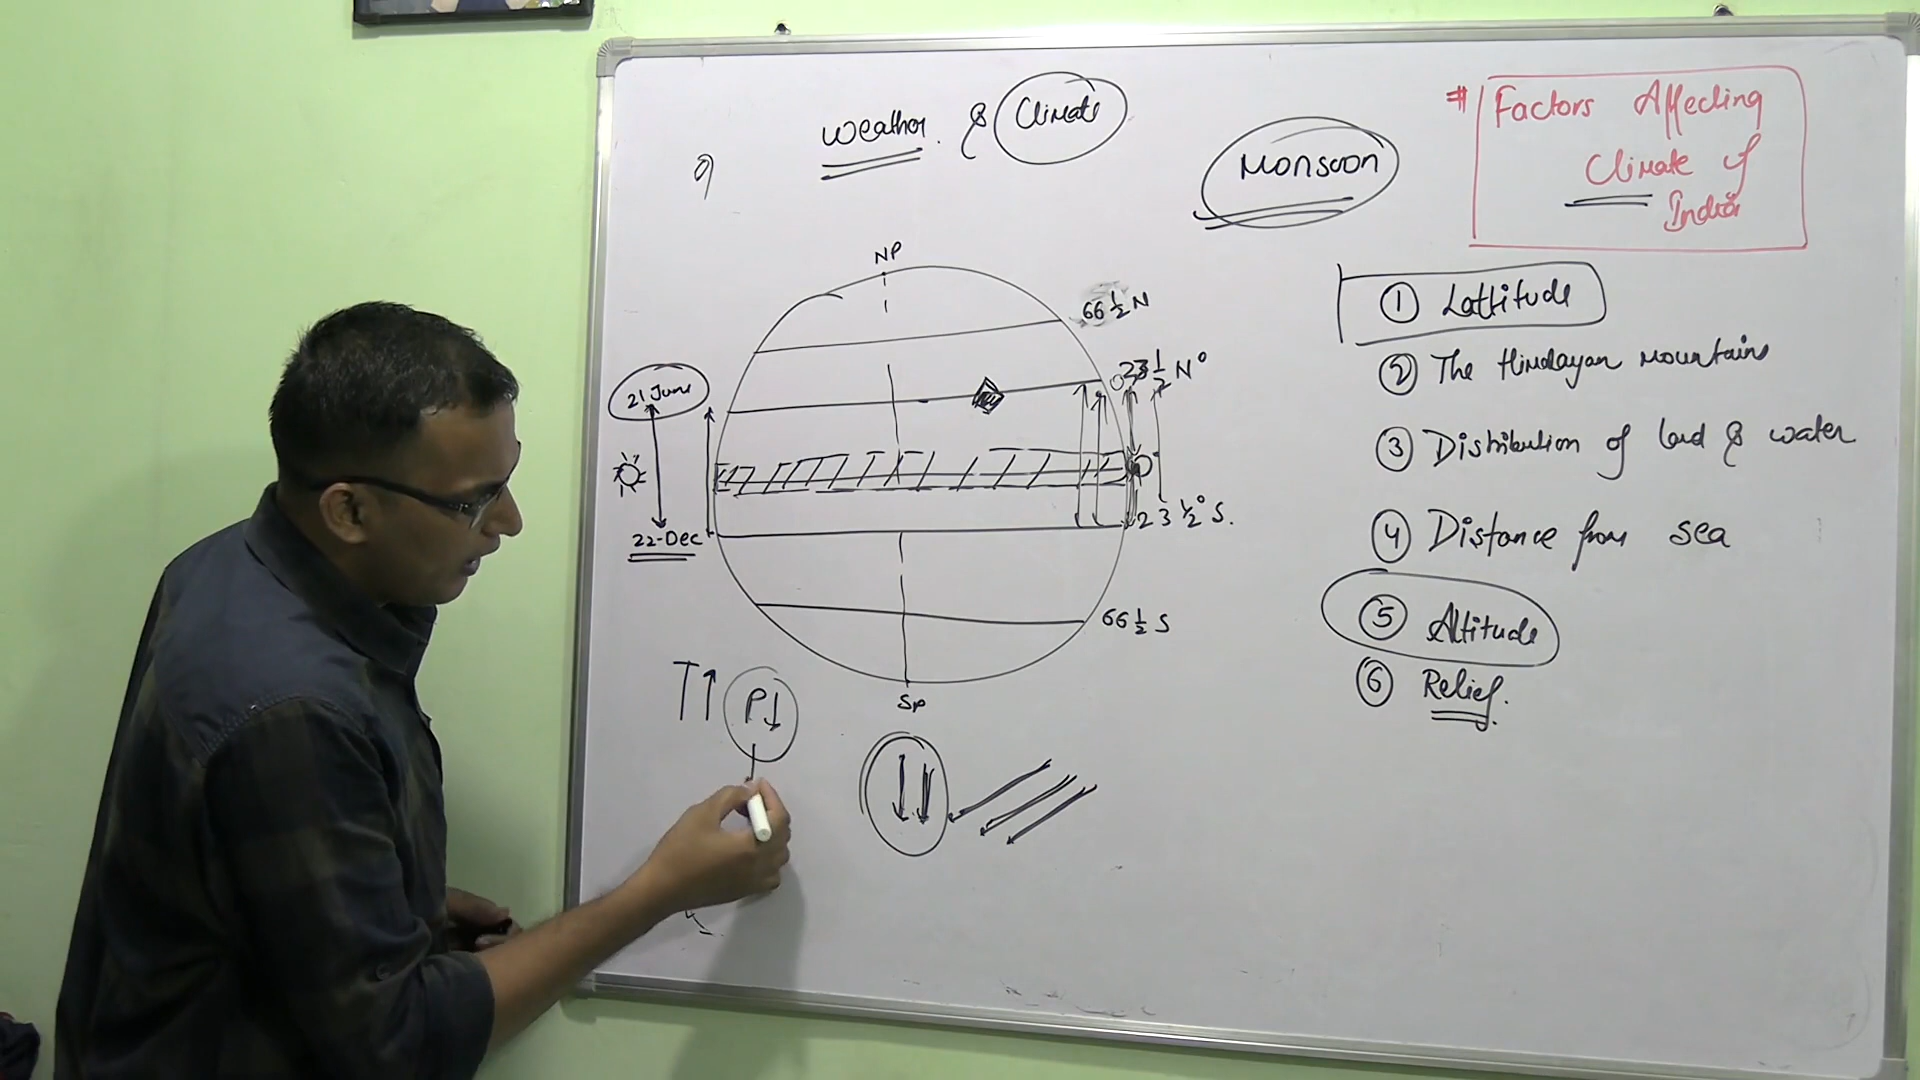 Weather. & Climate
Monsoon
# Factors Affecting
Climate of
India
NP
66 1/2 N
23 1/2 N°
21 June
22-Dec
23 1/2° S.
66 1/2 S
SP
T↑ P↓
① Lattitude
② The Himalayan Mountains
③ Distribution of land & water
④ Distance from sea
⑤ Altitude
⑥ Relief.